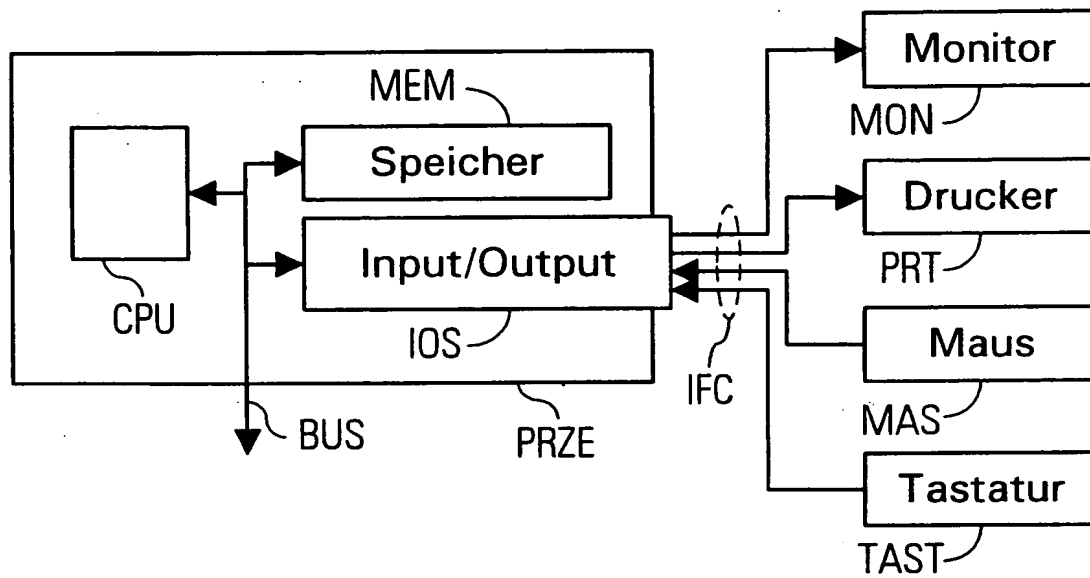 Monitor
MON
MEM
Speicher
Drucker
PRT
CPU
Input/Output
IOS
IFC
Maus
MAS
BUS
PRZE
Tastatur
TAST